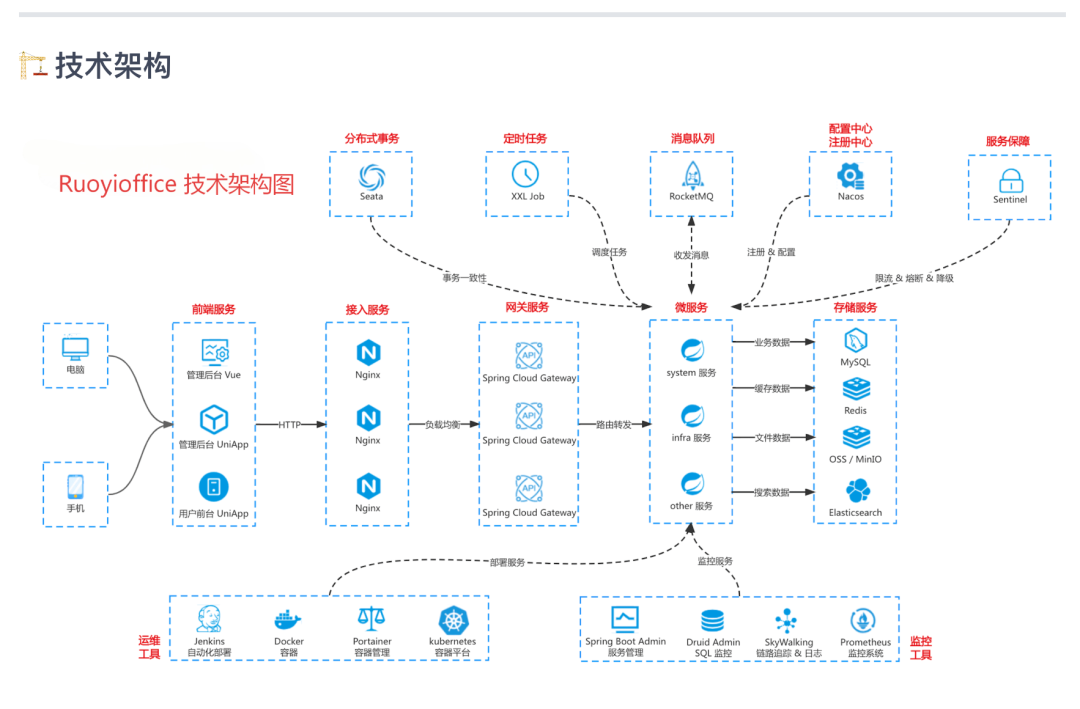 技术架构
Ruoyioffice 技术架构图
分布式事务
Seata
定时任务
XXL Job
消息队列
RocketMQ
配置中心
注册中心
Nacos
服务保障
Sentinel
事务一致性
调度任务
收发消息
注册 & 配置
限流 & 熔断 & 降级
电脑
手机
前端服务
管理后台 Vue
管理后台 UniApp
用户前台 UniApp
HTTP
接入服务
Nginx
Nginx
Nginx
负载均衡
网关服务
API
Spring Cloud Gateway
API
Spring Cloud Gateway
API
Spring Cloud Gateway
路由转发
微服务
system 服务
infra 服务
other 服务
业务数据
缓存数据
文件数据
搜索数据
存储服务
MySQL
Redis
OSS / MinIO
Elasticsearch
部署服务
监控服务
运维
工具
Jenkins
自动化部署
Docker
容器
Portainer
容器管理
kubernetes
容器平台
Spring Boot Admin
服务管理
Druid Admin
SQL 监控
SkyWalking
链路追踪 & 日志
Prometheus
监控系统
监控
工具